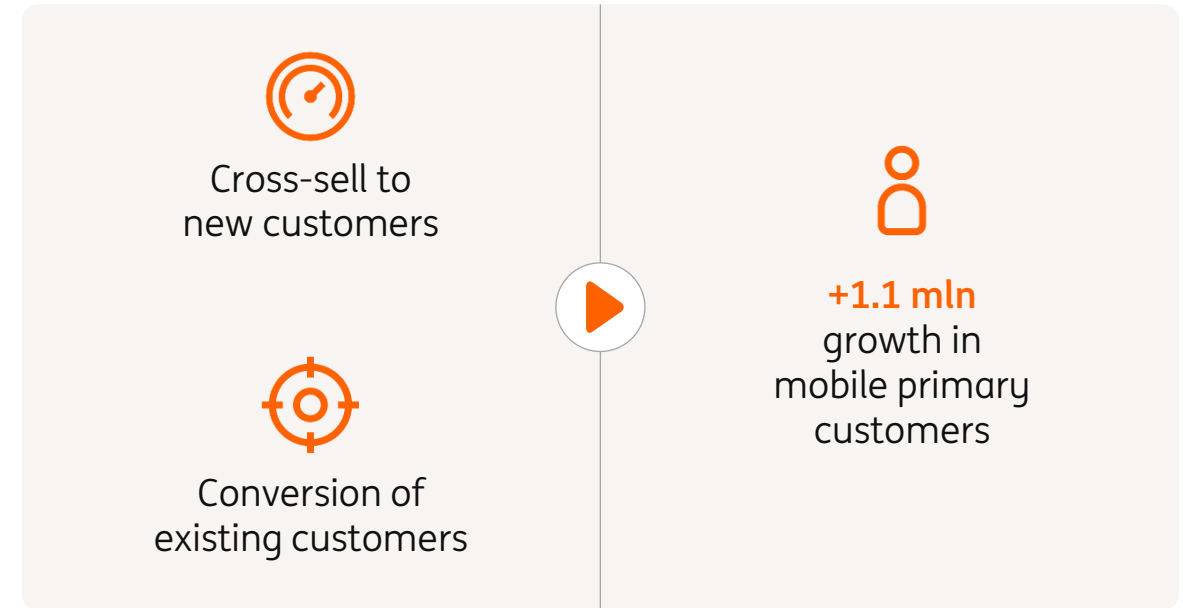 Cross-sell to
new customers
Conversion of
existing customers
+1.1 mln
growth in
mobile primary
customers